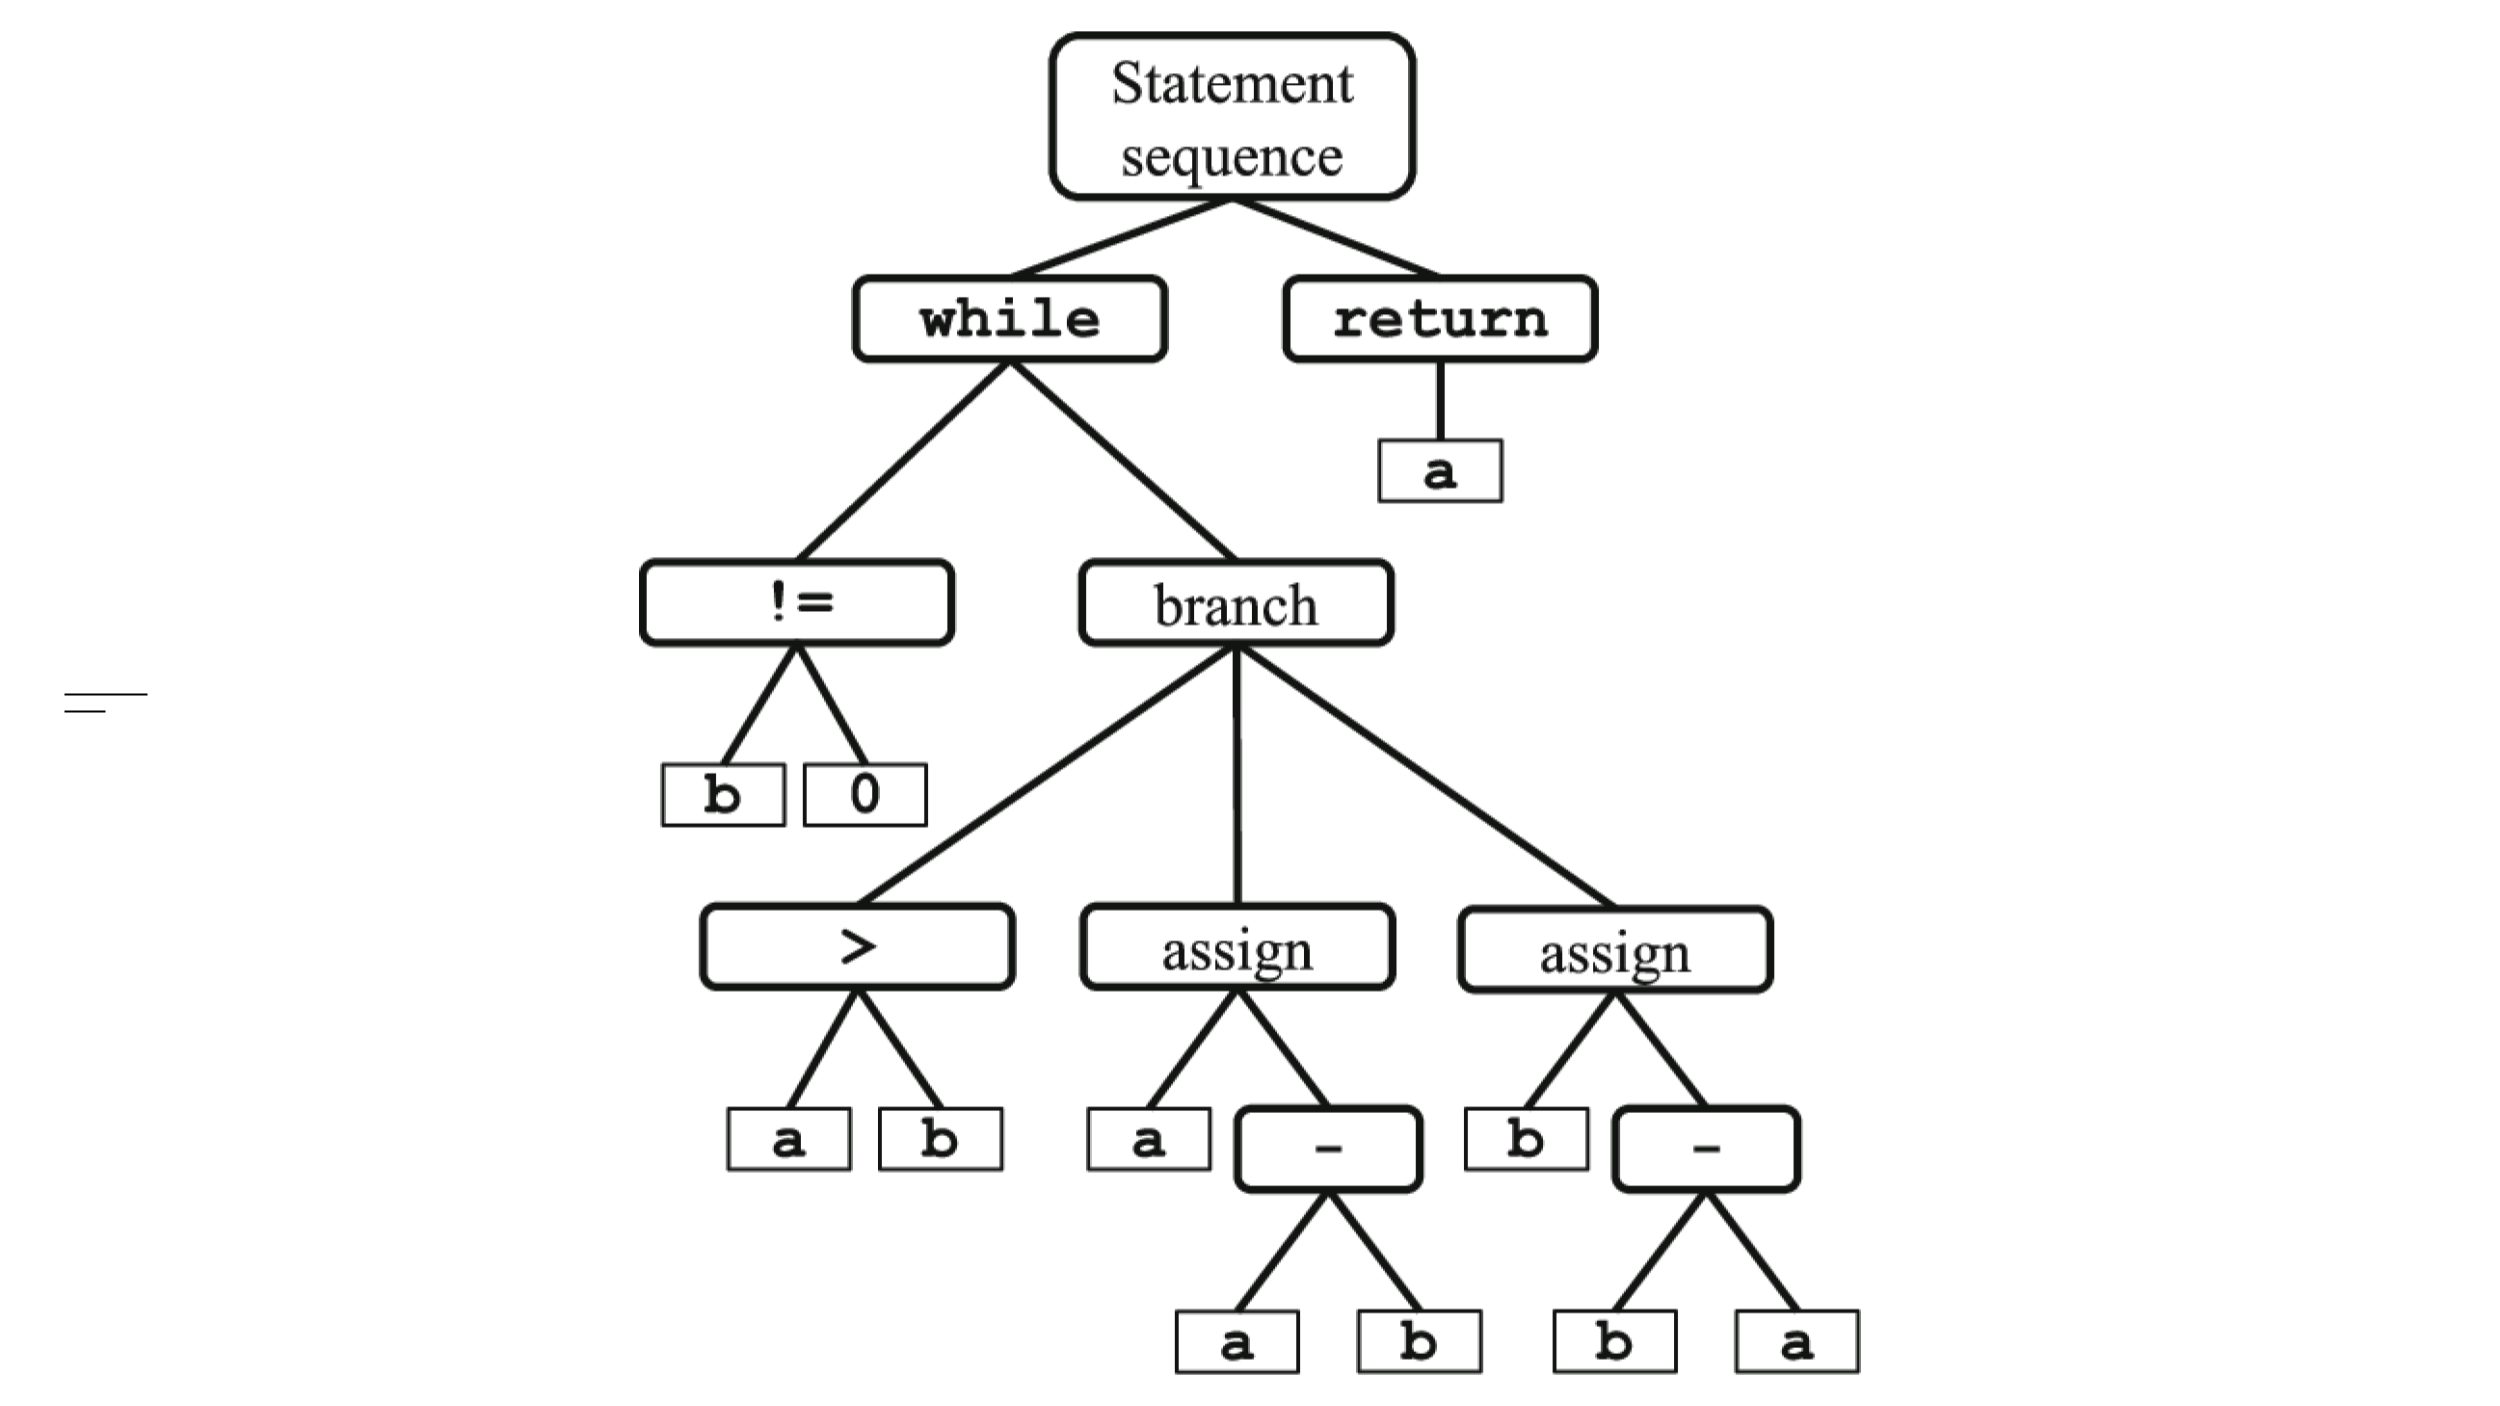 Statement
sequence
while
return
a
!=
branch
b
0
>
assign
assign
a
b
a
-
b
-
a
b
b
a